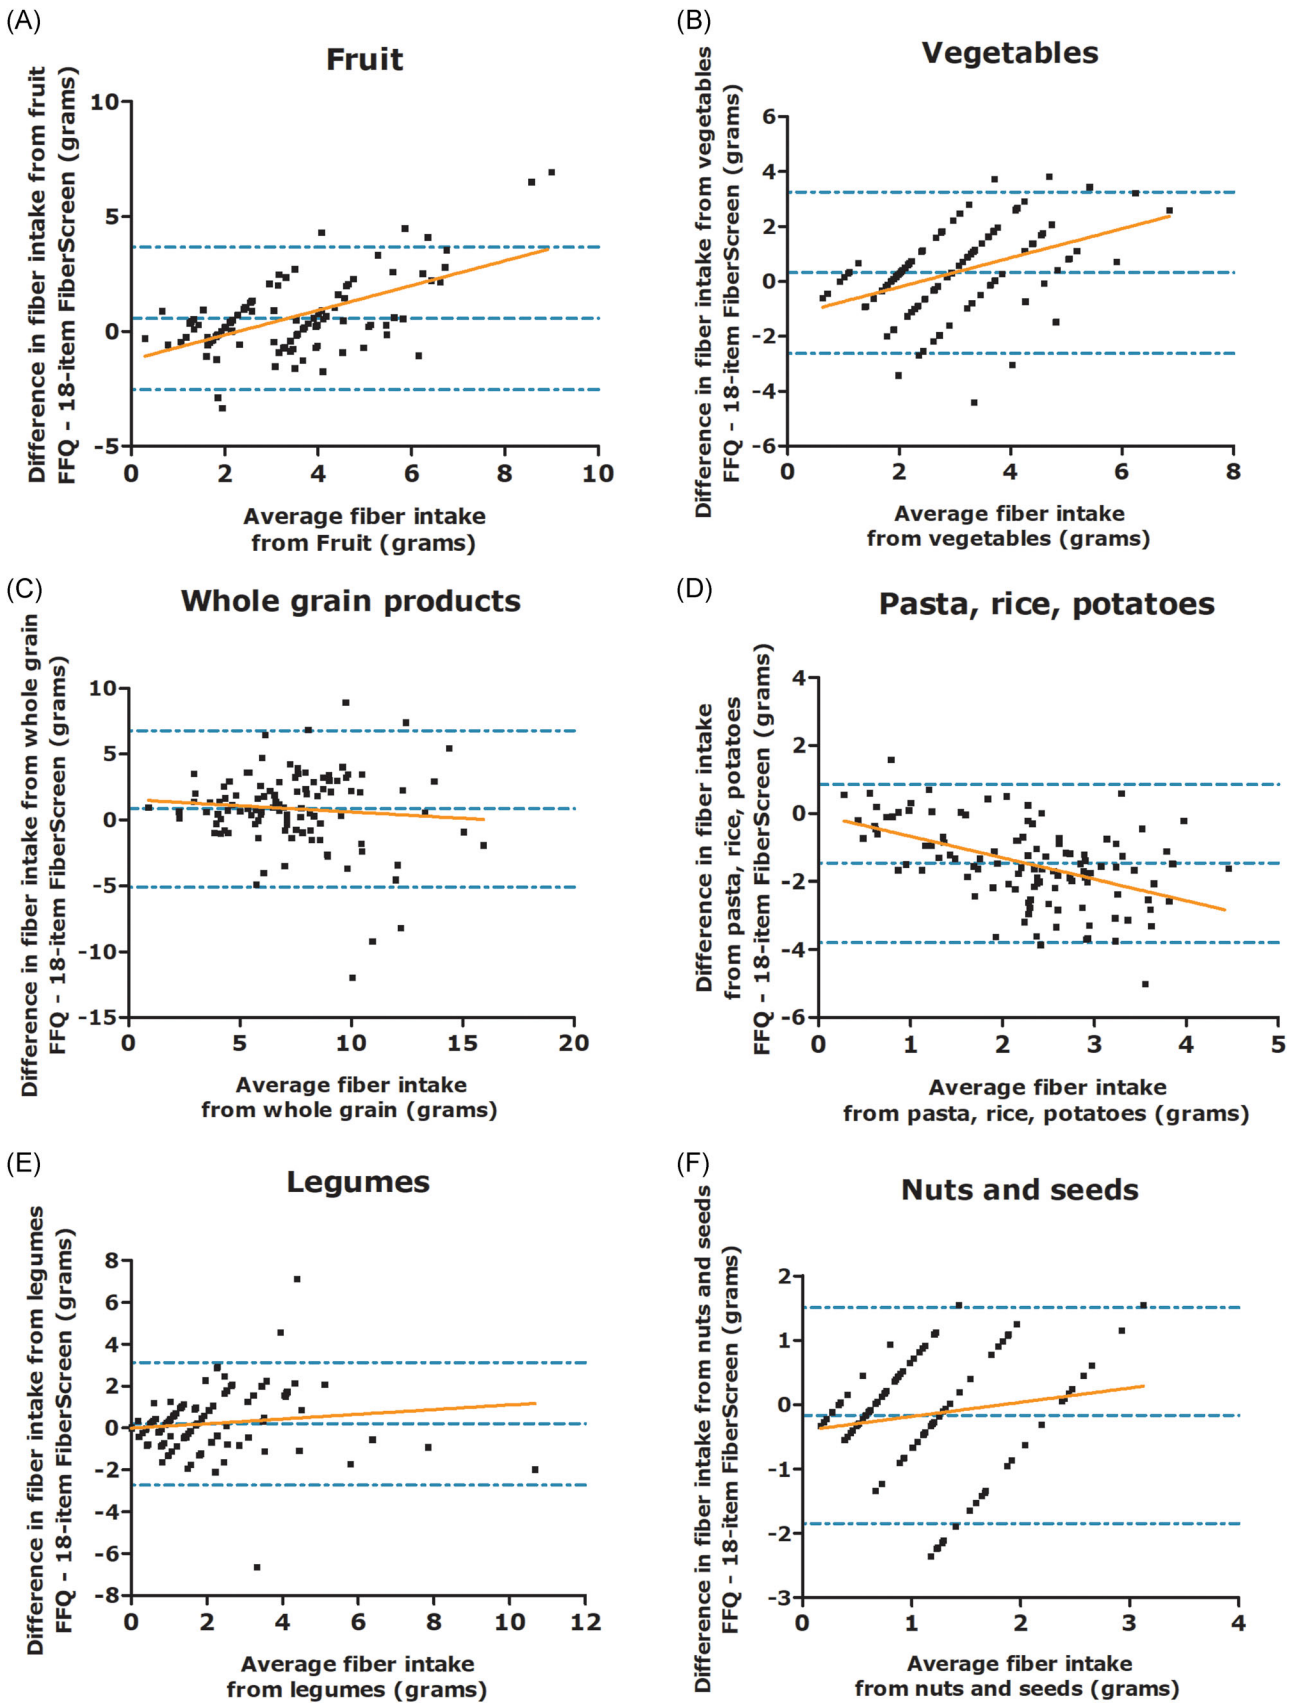 (A)
Fruit
Difference in fiber intake from fruit
FFQ - 18-item FiberScreen (grams)
10
5
0
-5
0 2 4 6 8 10
Average fiber intake
from Fruit (grams)
(B)
Vegetables
Difference in fiber intake from vegetables
FFQ - 18-item FiberScreen (grams)
6
4
2
0
-2
-4
-6
0 2 4 6 8
Average fiber intake
from vegetables (grams)
(C)
Whole grain products
Difference in fiber intake from whole grain
FFQ - 18-item FiberScreen (grams)
10
5
0
-5
-10
-15
0 5 10 15 20
Average fiber intake
from whole grain (grams)
(D)
Pasta, rice, potatoes
Difference in fiber intake
from pasta, rice, potatoes
FFQ - 18-item FiberScreen (grams)
4
2
0
-2
-4
-6
0 1 2 3 4 5
Average fiber intake
from pasta, rice, potatoes (grams)
(E)
Legumes
Difference in fiber intake from legumes
FFQ - 18-item FiberScreen (grams)
8
6
4
2
0
-2
-4
-6
-8
0 2 4 6 8 10 12
Average fiber intake
from legumes (grams)
(F)
Nuts and seeds
Difference in fiber intake from nuts and seeds
FFQ - 18-item FiberScreen (grams)
2
1
0
-1
-2
-3
0 1 2 3 4
Average fiber intake
from nuts and seeds (grams)